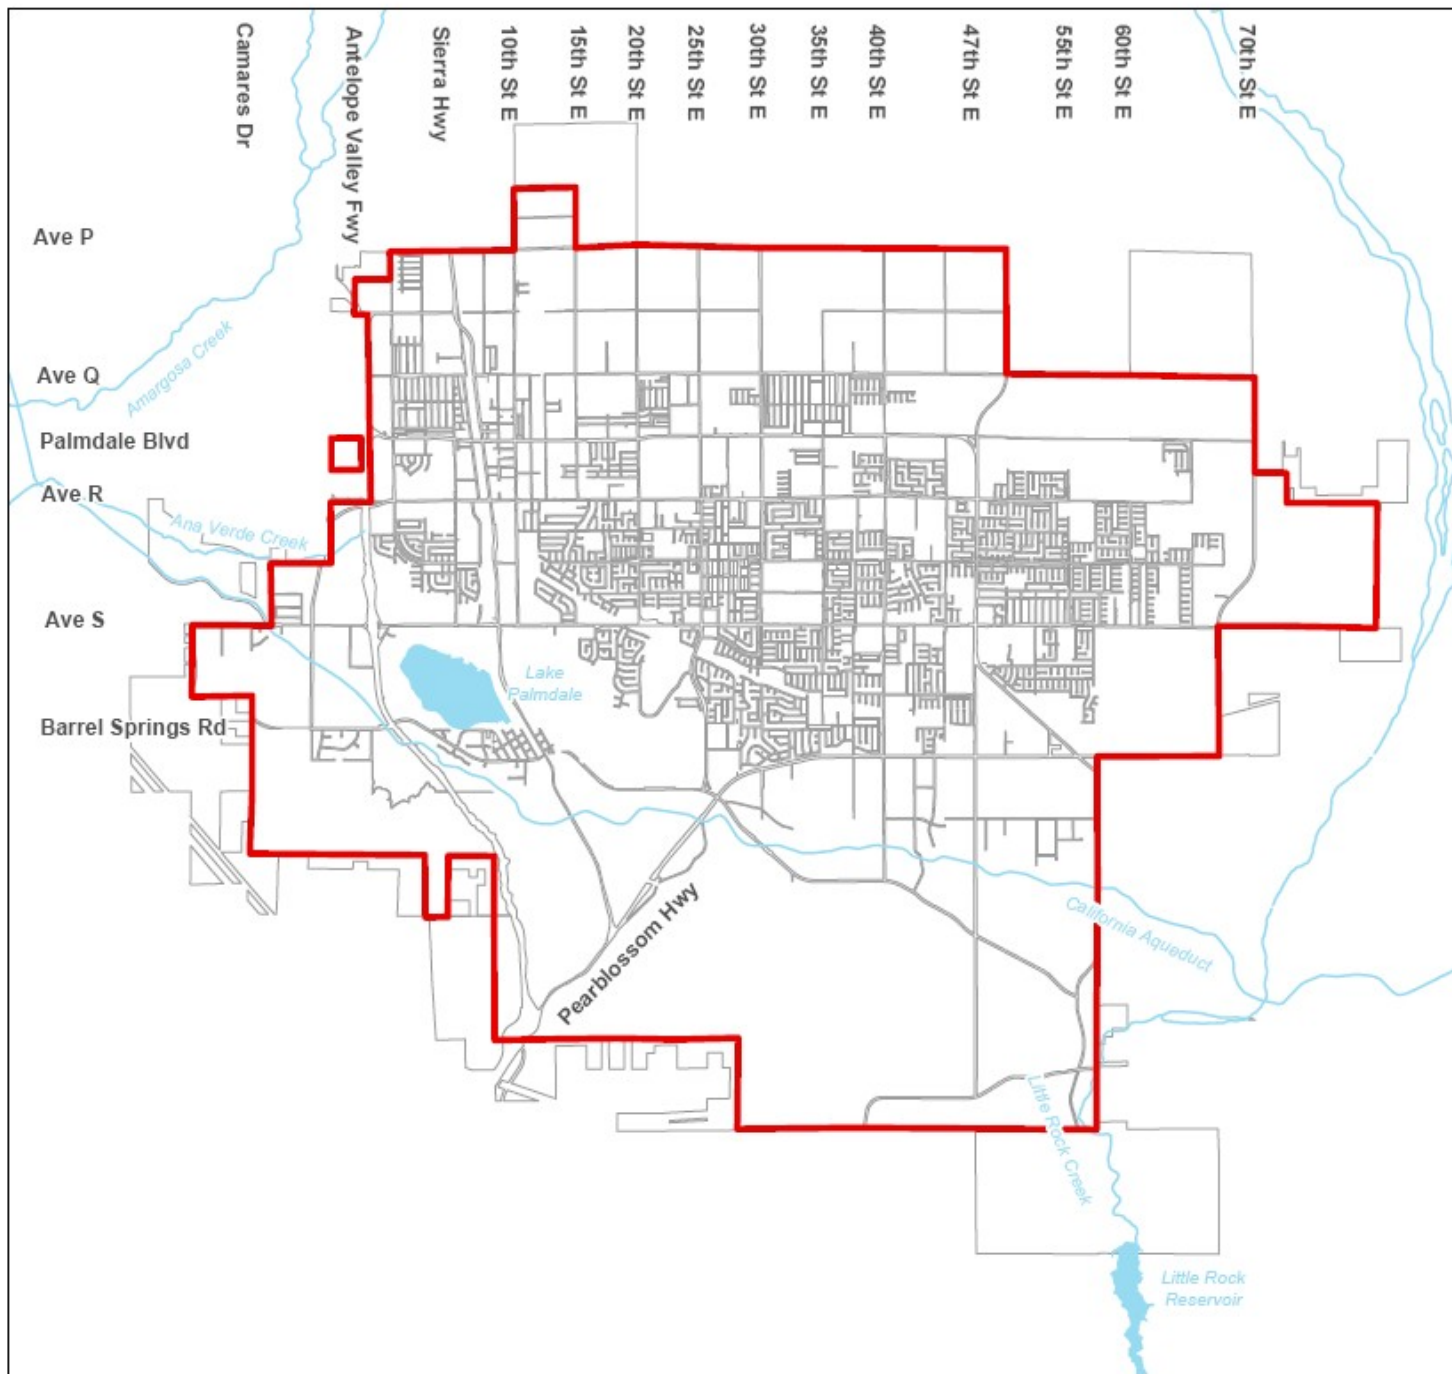 Camares Dr
Antelope Valley Fwy
Sierra Hwy
10th St E
15th St E
20th St E
25th St E
30th St E
35th St E
40th St E
47th St E
55th St E
60th St E
70th St E
Ave P
Amargosa Creek
Ave Q
Palmdale Blvd
Ave R
Ana Verde Creek
Ave S
Lake
Palmdale
Barrel Springs Rd
Pearblossom Hwy
California Aqueduct
Little Rock Creek
Little Rock
Reservoir